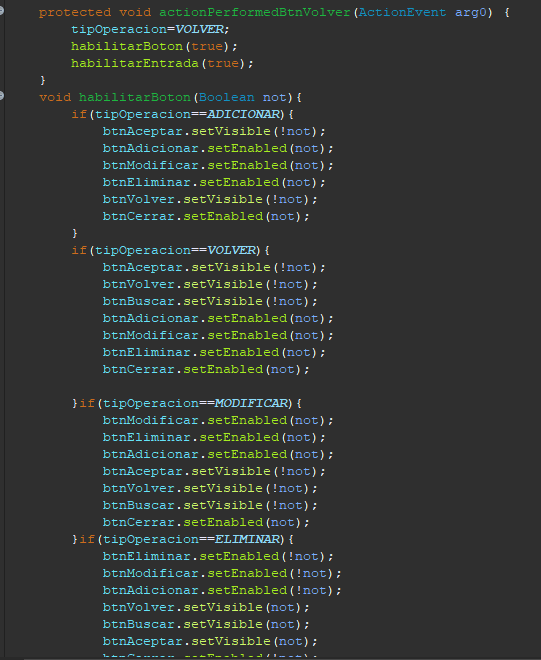 protected void actionPerformedBtnVolver(ActionEvent arg0) {
tipOperacion=VOLVER;
habilitarBoton(true);
habilitarEntrada(true);
}
void habilitarBoton(Boolean not){
if(tipOperacion==ADICIONAR){
btnAceptar.setVisible(!not);
btnAdicionar.setEnabled(not);
btnModificar.setEnabled(not);
btnEliminar.setEnabled(not);
btnVolver.setVisible(!not);
btnCerrar.setEnabled(not);
}
if(tipOperacion==VOLVER){
btnAceptar.setVisible(!not);
btnVolver.setVisible(!not);
btnBuscar.setVisible(!not);
btnAdicionar.setEnabled(not);
btnModificar.setEnabled(not);
btnEliminar.setEnabled(not);
btnCerrar.setEnabled(not);
}if(tipOperacion==MODIFICAR){
btnModificar.setEnabled(not);
btnEliminar.setEnabled(not);
btnAdicionar.setEnabled(not);
btnAceptar.setVisible(!not);
btnVolver.setVisible(!not);
btnBuscar.setVisible(!not);
btnCerrar.setEnabled(not);
}if(tipOperacion==ELIMINAR){
btnEliminar.setEnabled(!not);
btnModificar.setEnabled(!not);
btnAdicionar.setEnabled(!not);
btnVolver.setVisible(not);
btnBuscar.setVisible(not);
btnAceptar.setVisible(not);